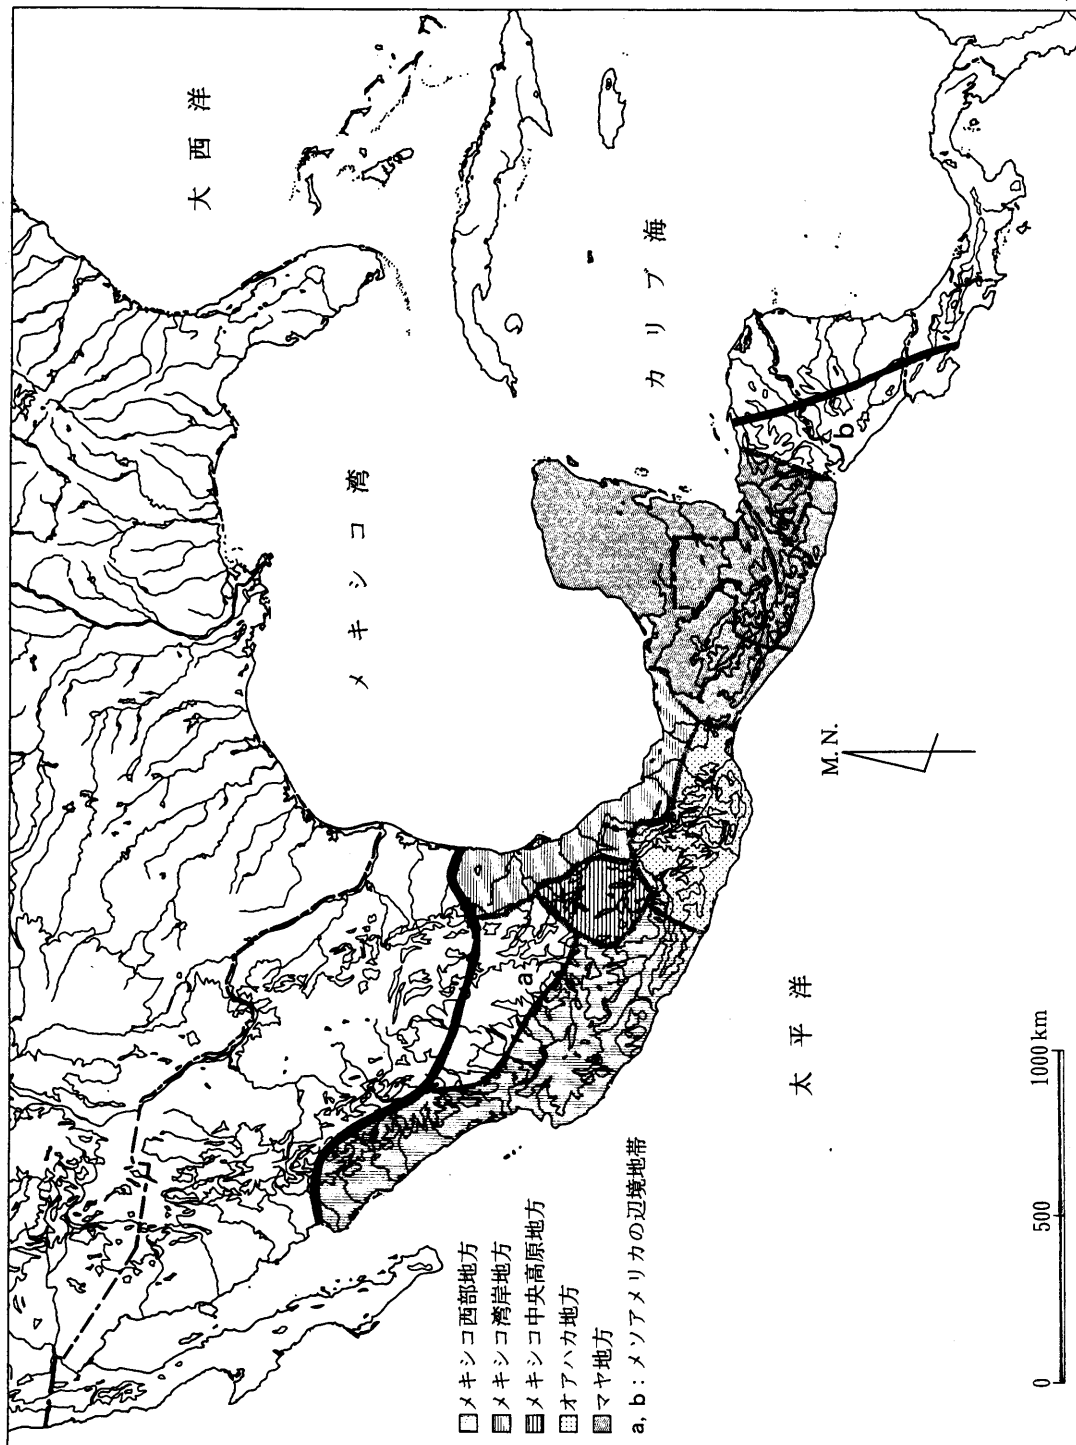 大西洋
メキシコ湾
カリブ海
太平洋
M. N.
a
b
□メキシコ西部地方
メキシコ湾岸地方
メキシコ中央高原地方
オアハカ地方
マヤ地方
a, b：メソアメリカの辺境地帯
0 500 1000 km